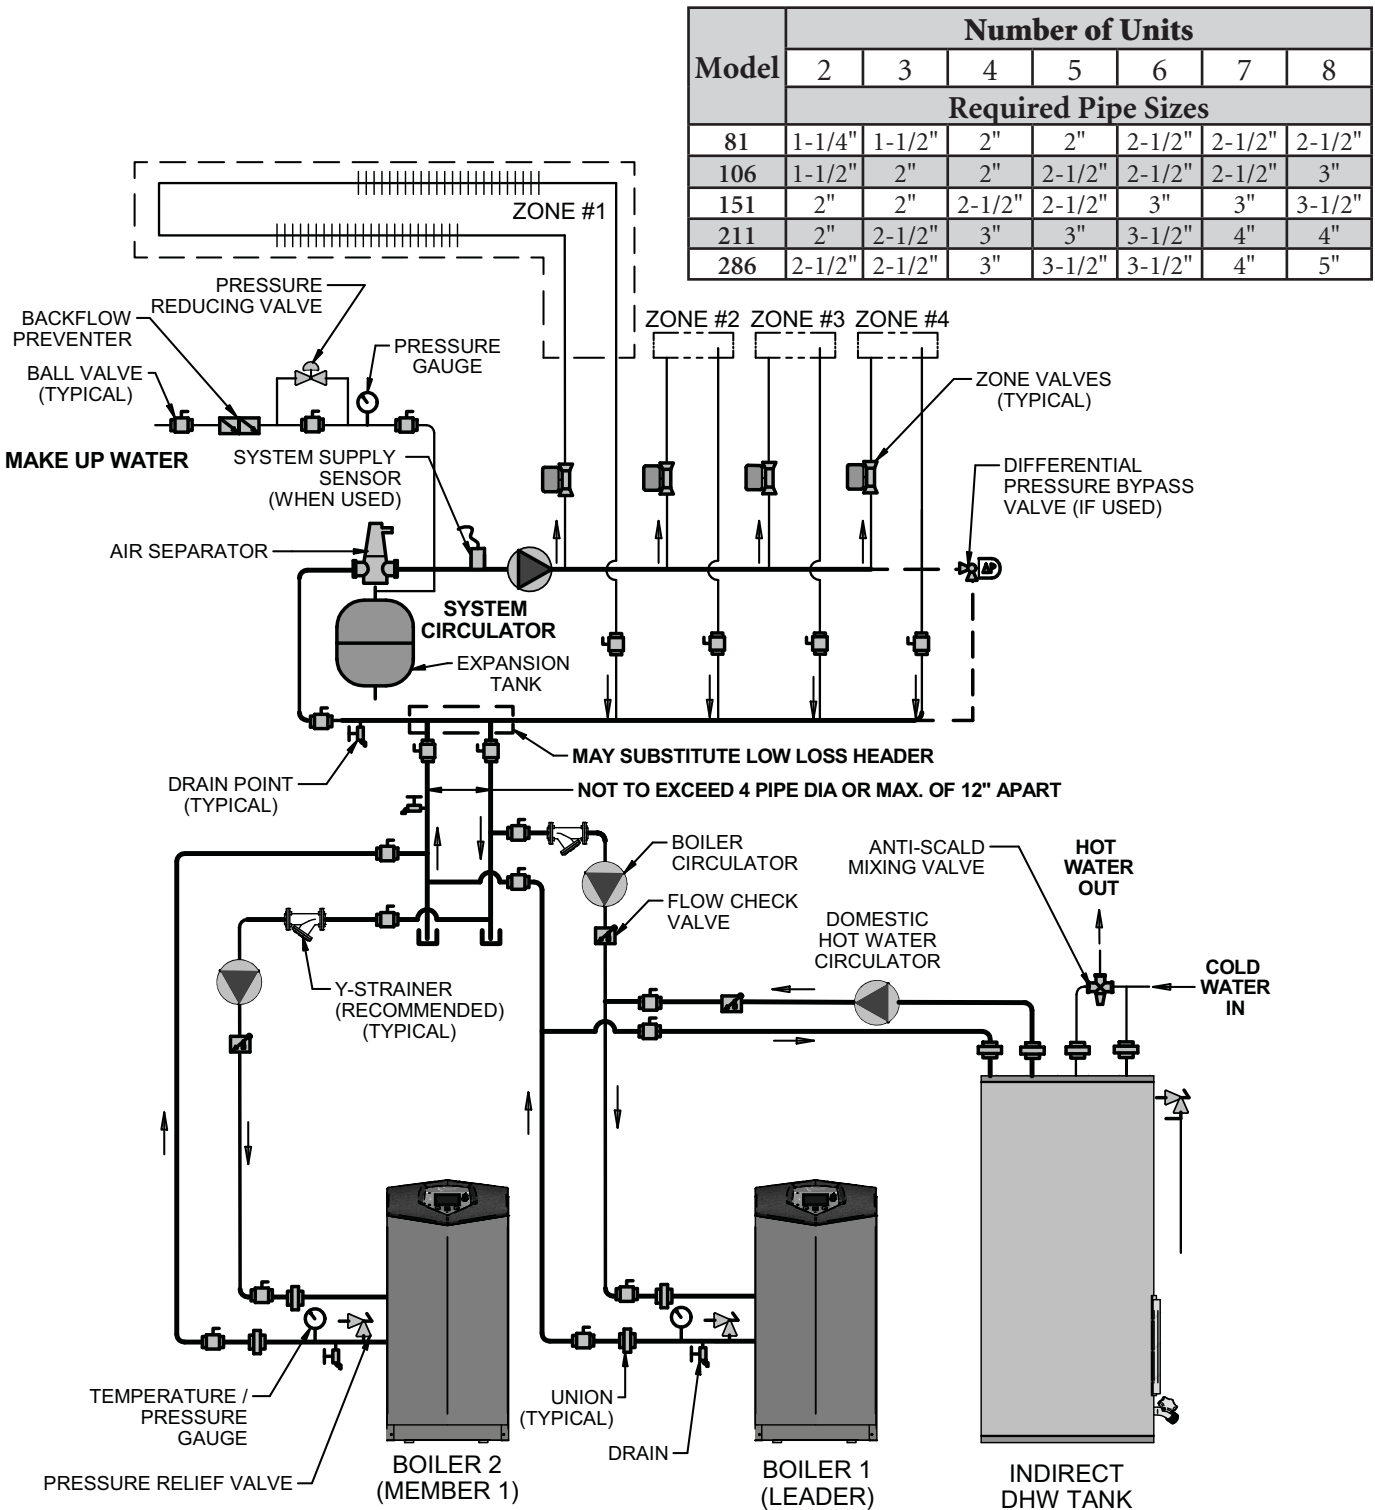 Number of Units
Model 2 3 4 5 6 7 8
Required Pipe Sizes
81 1-1/4" 1-1/2" 2" 2" 2-1/2" 2-1/2" 2-1/2"
106 1-1/2" 2" 2" 2-1/2" 2-1/2" 2-1/2" 3"
151 2" 2" 2-1/2" 2-1/2" 3" 3" 3-1/2"
211 2" 2-1/2" 3" 3" 3-1/2" 4" 4"
286 2-1/2" 2-1/2" 3" 3-1/2" 3-1/2" 4" 5"
ZONE #1
PRESSURE
REDUCING VALVE
BACKFLOW
PREVENTER
BALL VALVE
(TYPICAL)
PRESSURE
GAUGE
MAKE UP WATER
ZONE #2
ZONE #3
ZONE #4
ZONE VALVES
(TYPICAL)
SYSTEM SUPPLY
SENSOR
(WHEN USED)
DIFFERENTIAL
PRESSURE BYPASS
VALVE (IF USED)
AIR SEPARATOR
ΔP
SYSTEM
CIRCULATOR
EXPANSION
TANK
MAY SUBSTITUTE LOW LOSS HEADER
DRAIN POINT
(TYPICAL)
NOT TO EXCEED 4 PIPE DIA OR MAX. OF 12" APART
BOILER
CIRCULATOR
ANTI-SCALD
MIXING VALVE
HOT
WATER
OUT
FLOW CHECK
VALVE
DOMESTIC
HOT WATER
CIRCULATOR
COLD
WATER
IN
Y-STRAINER
(RECOMMENDED)
(TYPICAL)
TEMPERATURE /
PRESSURE
GAUGE
PRESSURE RELIEF VALVE
UNION
(TYPICAL)
DRAIN
BOILER 2
(MEMBER 1)
BOILER 1
(LEADER)
INDIRECT
DHW TANK